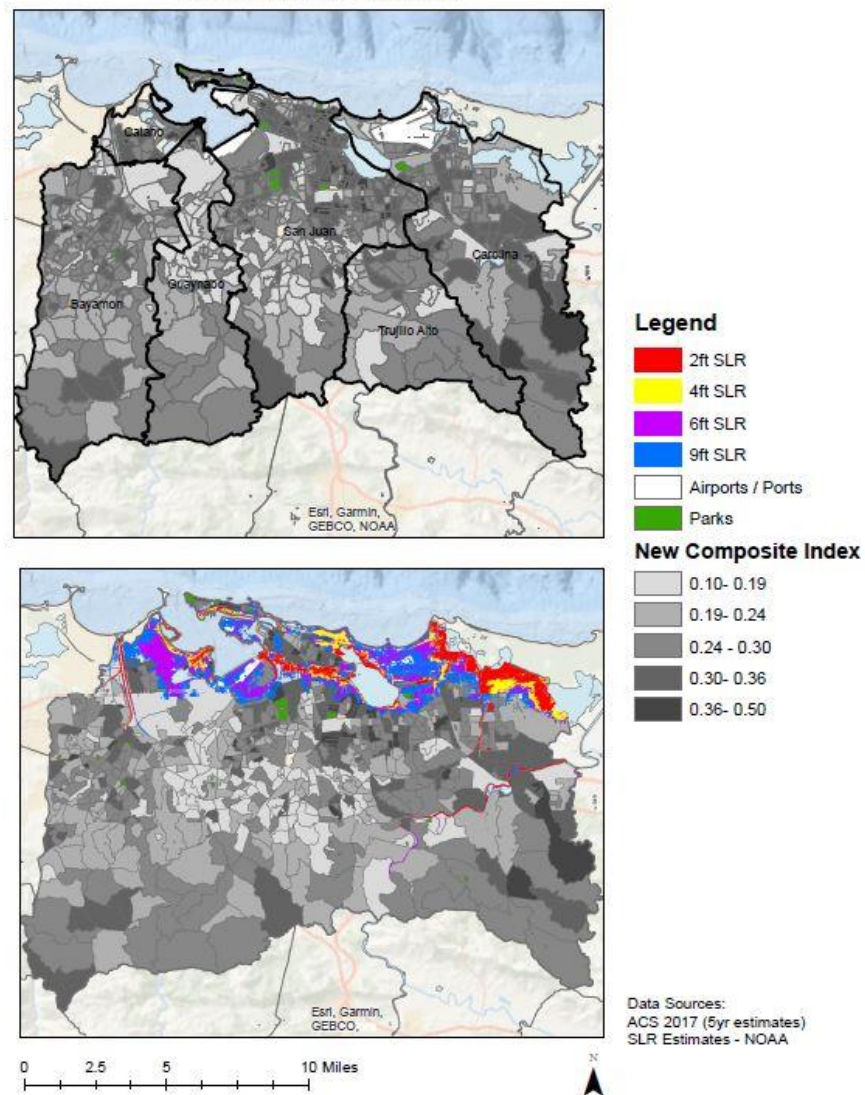 Cataño
San Juan
Carolina
Guaynabo
Bayamon
Trujillo Alto
Esri, Garmin,
GEBCO, NOAA
Legend
2ft SLR
4ft SLR
6ft SLR
9ft SLR
Airports / Ports
Parks
New Composite Index
0.10- 0.19
0.19- 0.24
0.24 - 0.30
0.30- 0.36
0.36- 0.50
Esri, Garmin,
GEBCO,
Data Sources:
ACS 2017 (5yr estimates)
SLR Estimates - NOAA
0 2.5 5 10 Miles
N